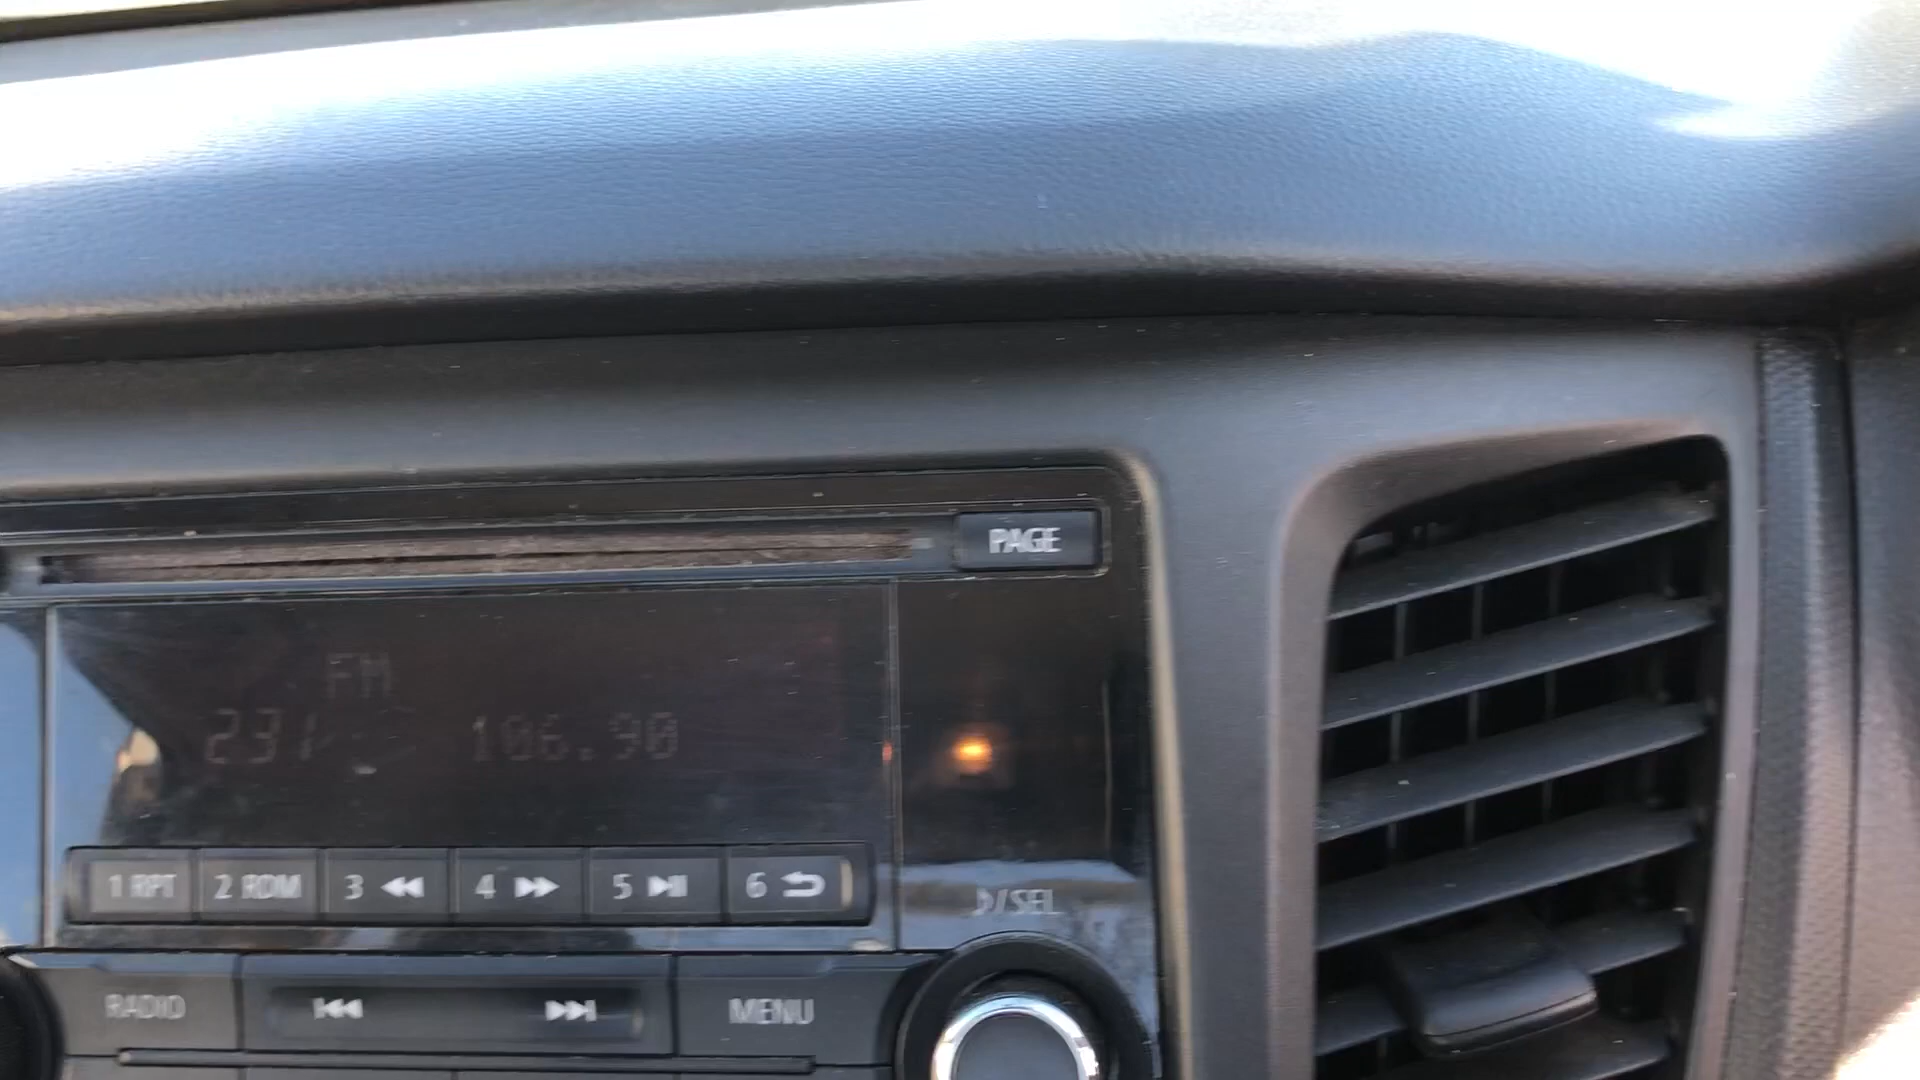 PAGE
FM
106.90
1 RPT 2 RDM 3 4 5 6
♪/SEL
RADIO MENU